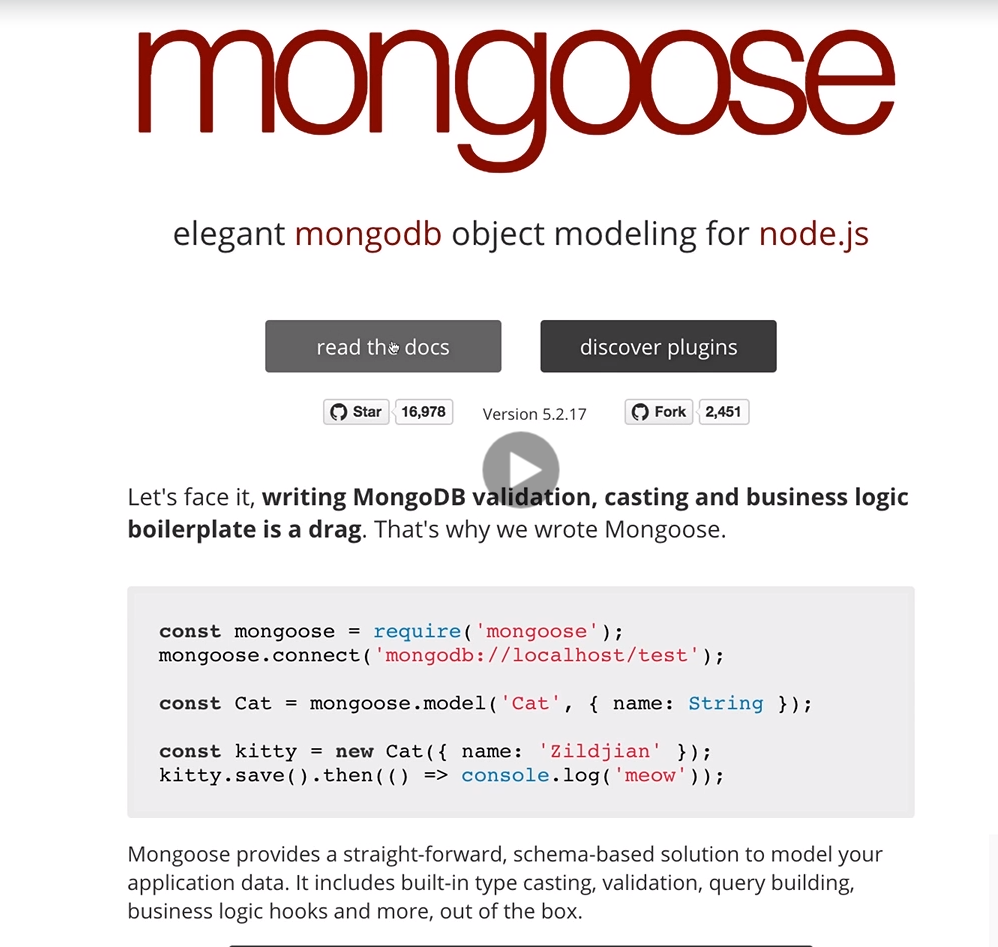 mongoose
elegant mongodb object modeling for node.js
read the docs
discover plugins
Star 16,978
Version 5.2.17
Fork 2,451
Let's face it, writing MongoDB validation, casting and business logic
boilerplate is a drag. That's why we wrote Mongoose.
const mongoose = require('mongoose');
mongoose.connect('mongodb://localhost/test');
const Cat = mongoose.model('Cat', { name: String });
const kitty = new Cat({ name: 'Zildjian' });
kitty.save().then(() => console.log('meow'));
Mongoose provides a straight-forward, schema-based solution to model your
application data. It includes built-in type casting, validation, query building,
business logic hooks and more, out of the box.